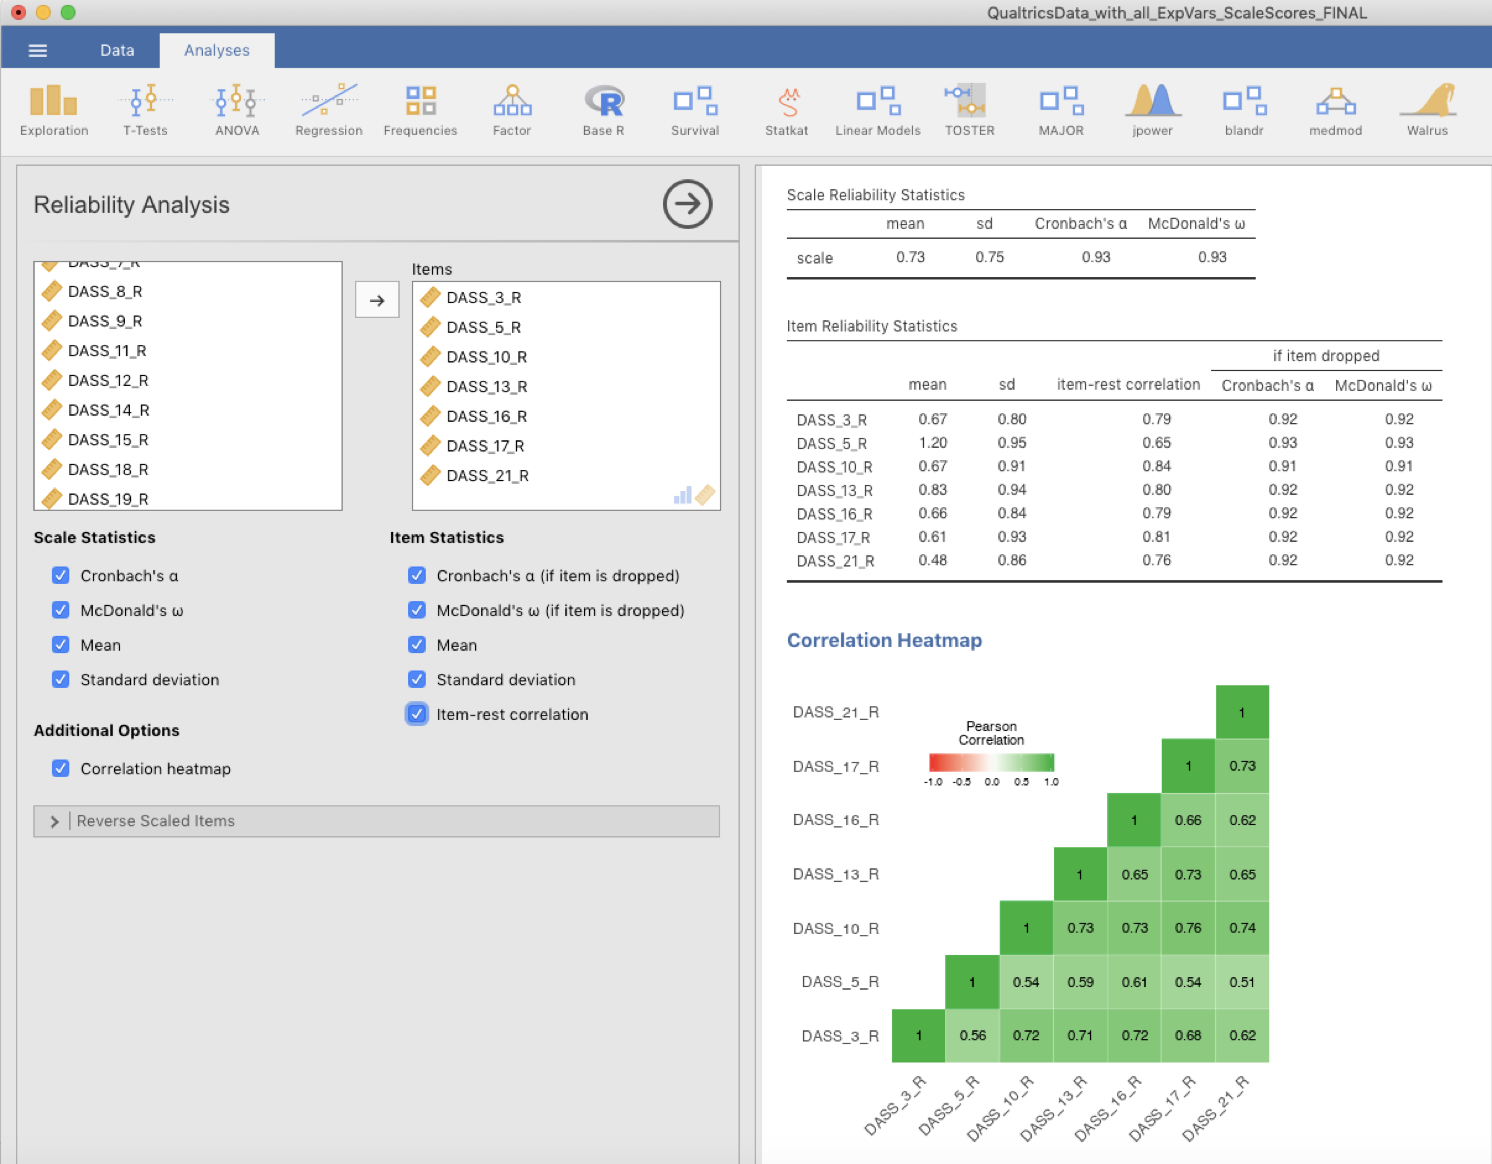 QualtricsData_with_all_ExpVars_ScaleScores_FINAL
Data Analyses
Exploration T-Tests ANOVA Regression Frequencies Factor Base R Survival Statkat Linear Models TOSTER MAJOR jpower blandr medmod Walrus
Reliability Analysis
DASS_7_R
DASS_8_R
DASS_9_R
DASS_11_R
DASS_12_R
DASS_14_R
DASS_15_R
DASS_18_R
DASS_19_R
Items
DASS_3_R
DASS_5_R
DASS_10_R
DASS_13_R
DASS_16_R
DASS_17_R
DASS_21_R
Scale Statistics
Cronbach's α
McDonald's ω
Mean
Standard deviation
Additional Options
Correlation heatmap
Item Statistics
Cronbach's α (if item is dropped)
McDonald's ω (if item is dropped)
Mean
Standard deviation
Item-rest correlation
Reverse Scaled Items
Scale Reliability Statistics
mean sd Cronbach's α McDonald's ω
scale 0.73 0.75 0.93 0.93
Item Reliability Statistics
if item dropped
mean sd item-rest correlation Cronbach's α McDonald's ω
DASS_3_R 0.67 0.80 0.79 0.92 0.92
DASS_5_R 1.20 0.95 0.65 0.93 0.93
DASS_10_R 0.67 0.91 0.84 0.91 0.91
DASS_13_R 0.83 0.94 0.80 0.92 0.92
DASS_16_R 0.66 0.84 0.79 0.92 0.92
DASS_17_R 0.61 0.93 0.81 0.92 0.92
DASS_21_R 0.48 0.86 0.76 0.92 0.92
Correlation Heatmap
Pearson
Correlation
-1.0 -0.5 0.0 0.5 1.0
DASS_21_R 1
DASS_17_R 1 0.73
DASS_16_R 1 0.66 0.62
DASS_13_R 1 0.65 0.73 0.65
DASS_10_R 1 0.73 0.73 0.76 0.74
DASS_5_R 1 0.54 0.59 0.61 0.54 0.51
DASS_3_R 1 0.56 0.72 0.71 0.72 0.68 0.62
DASS_3_R DASS_5_R DASS_10_R DASS_13_R DASS_16_R DASS_17_R DASS_21_R